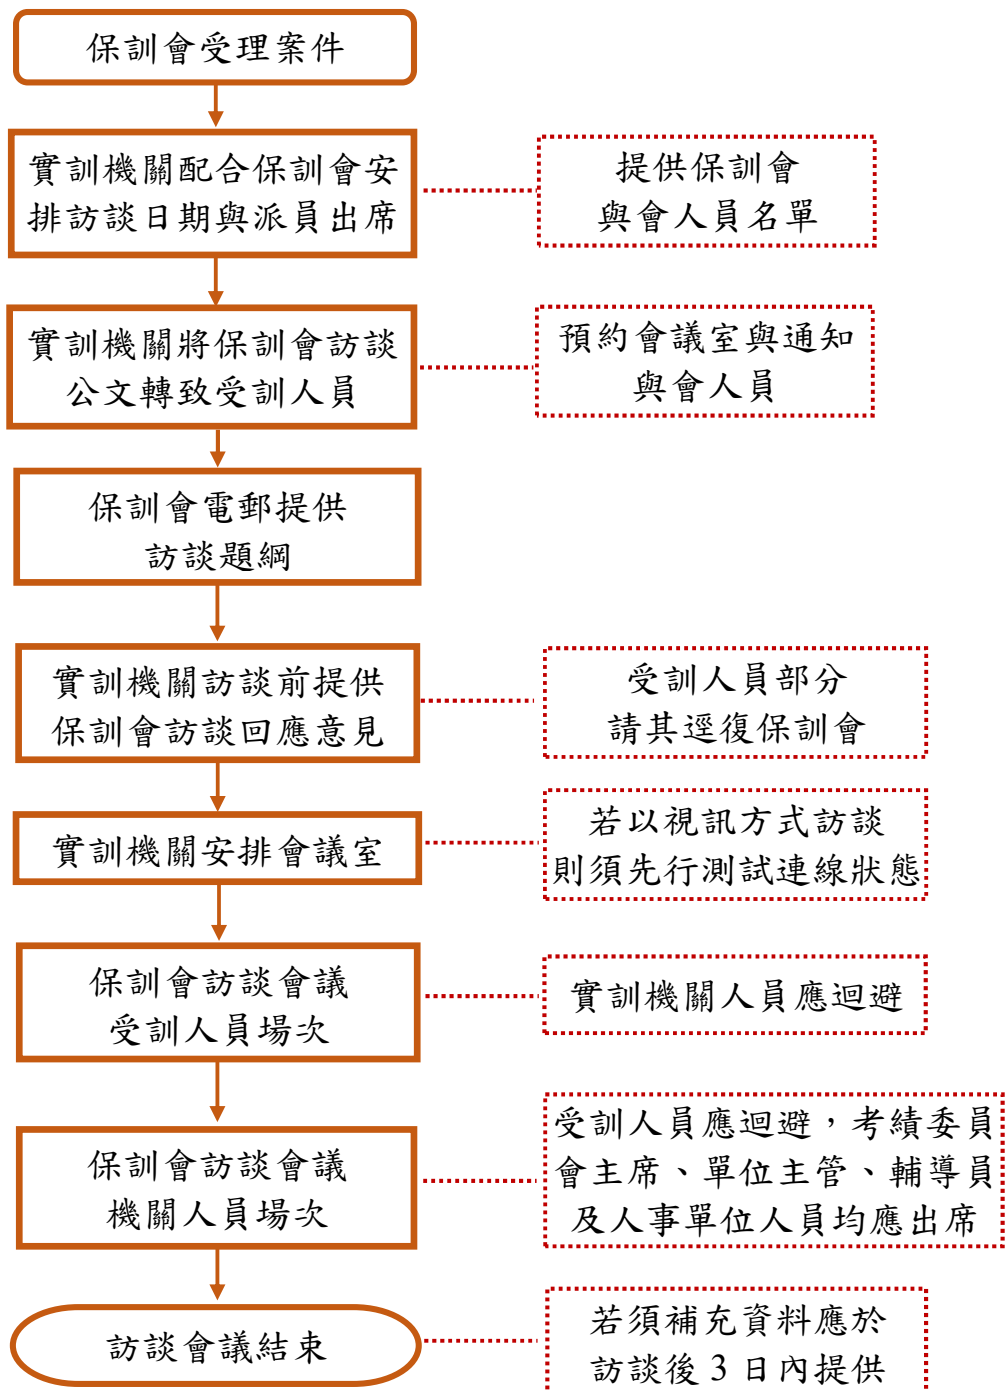 保訓會受理案件
實訓機關配合保訓會安
排訪談日期與派員出席
提供保訓會
與會人員名單
實訓機關將保訓會訪談
公文轉致受訓人員
預約會議室與通知
與會人員
保訓會電郵提供
訪談題綱
實訓機關訪談前提供
保訓會訪談回應意見
受訓人員部分
請其逕復保訓會
實訓機關安排會議室
若以視訊方式訪談
則須先行測試連線狀態
保訓會訪談會議
受訓人員場次
實訓機關人員應迴避
保訓會訪談會議
機關人員場次
受訓人員應迴避，考績委員
會主席、單位主管、輔導員
及人事單位人員均應出席
訪談會議結束
若須補充資料應於
訪談後 3 日內提供